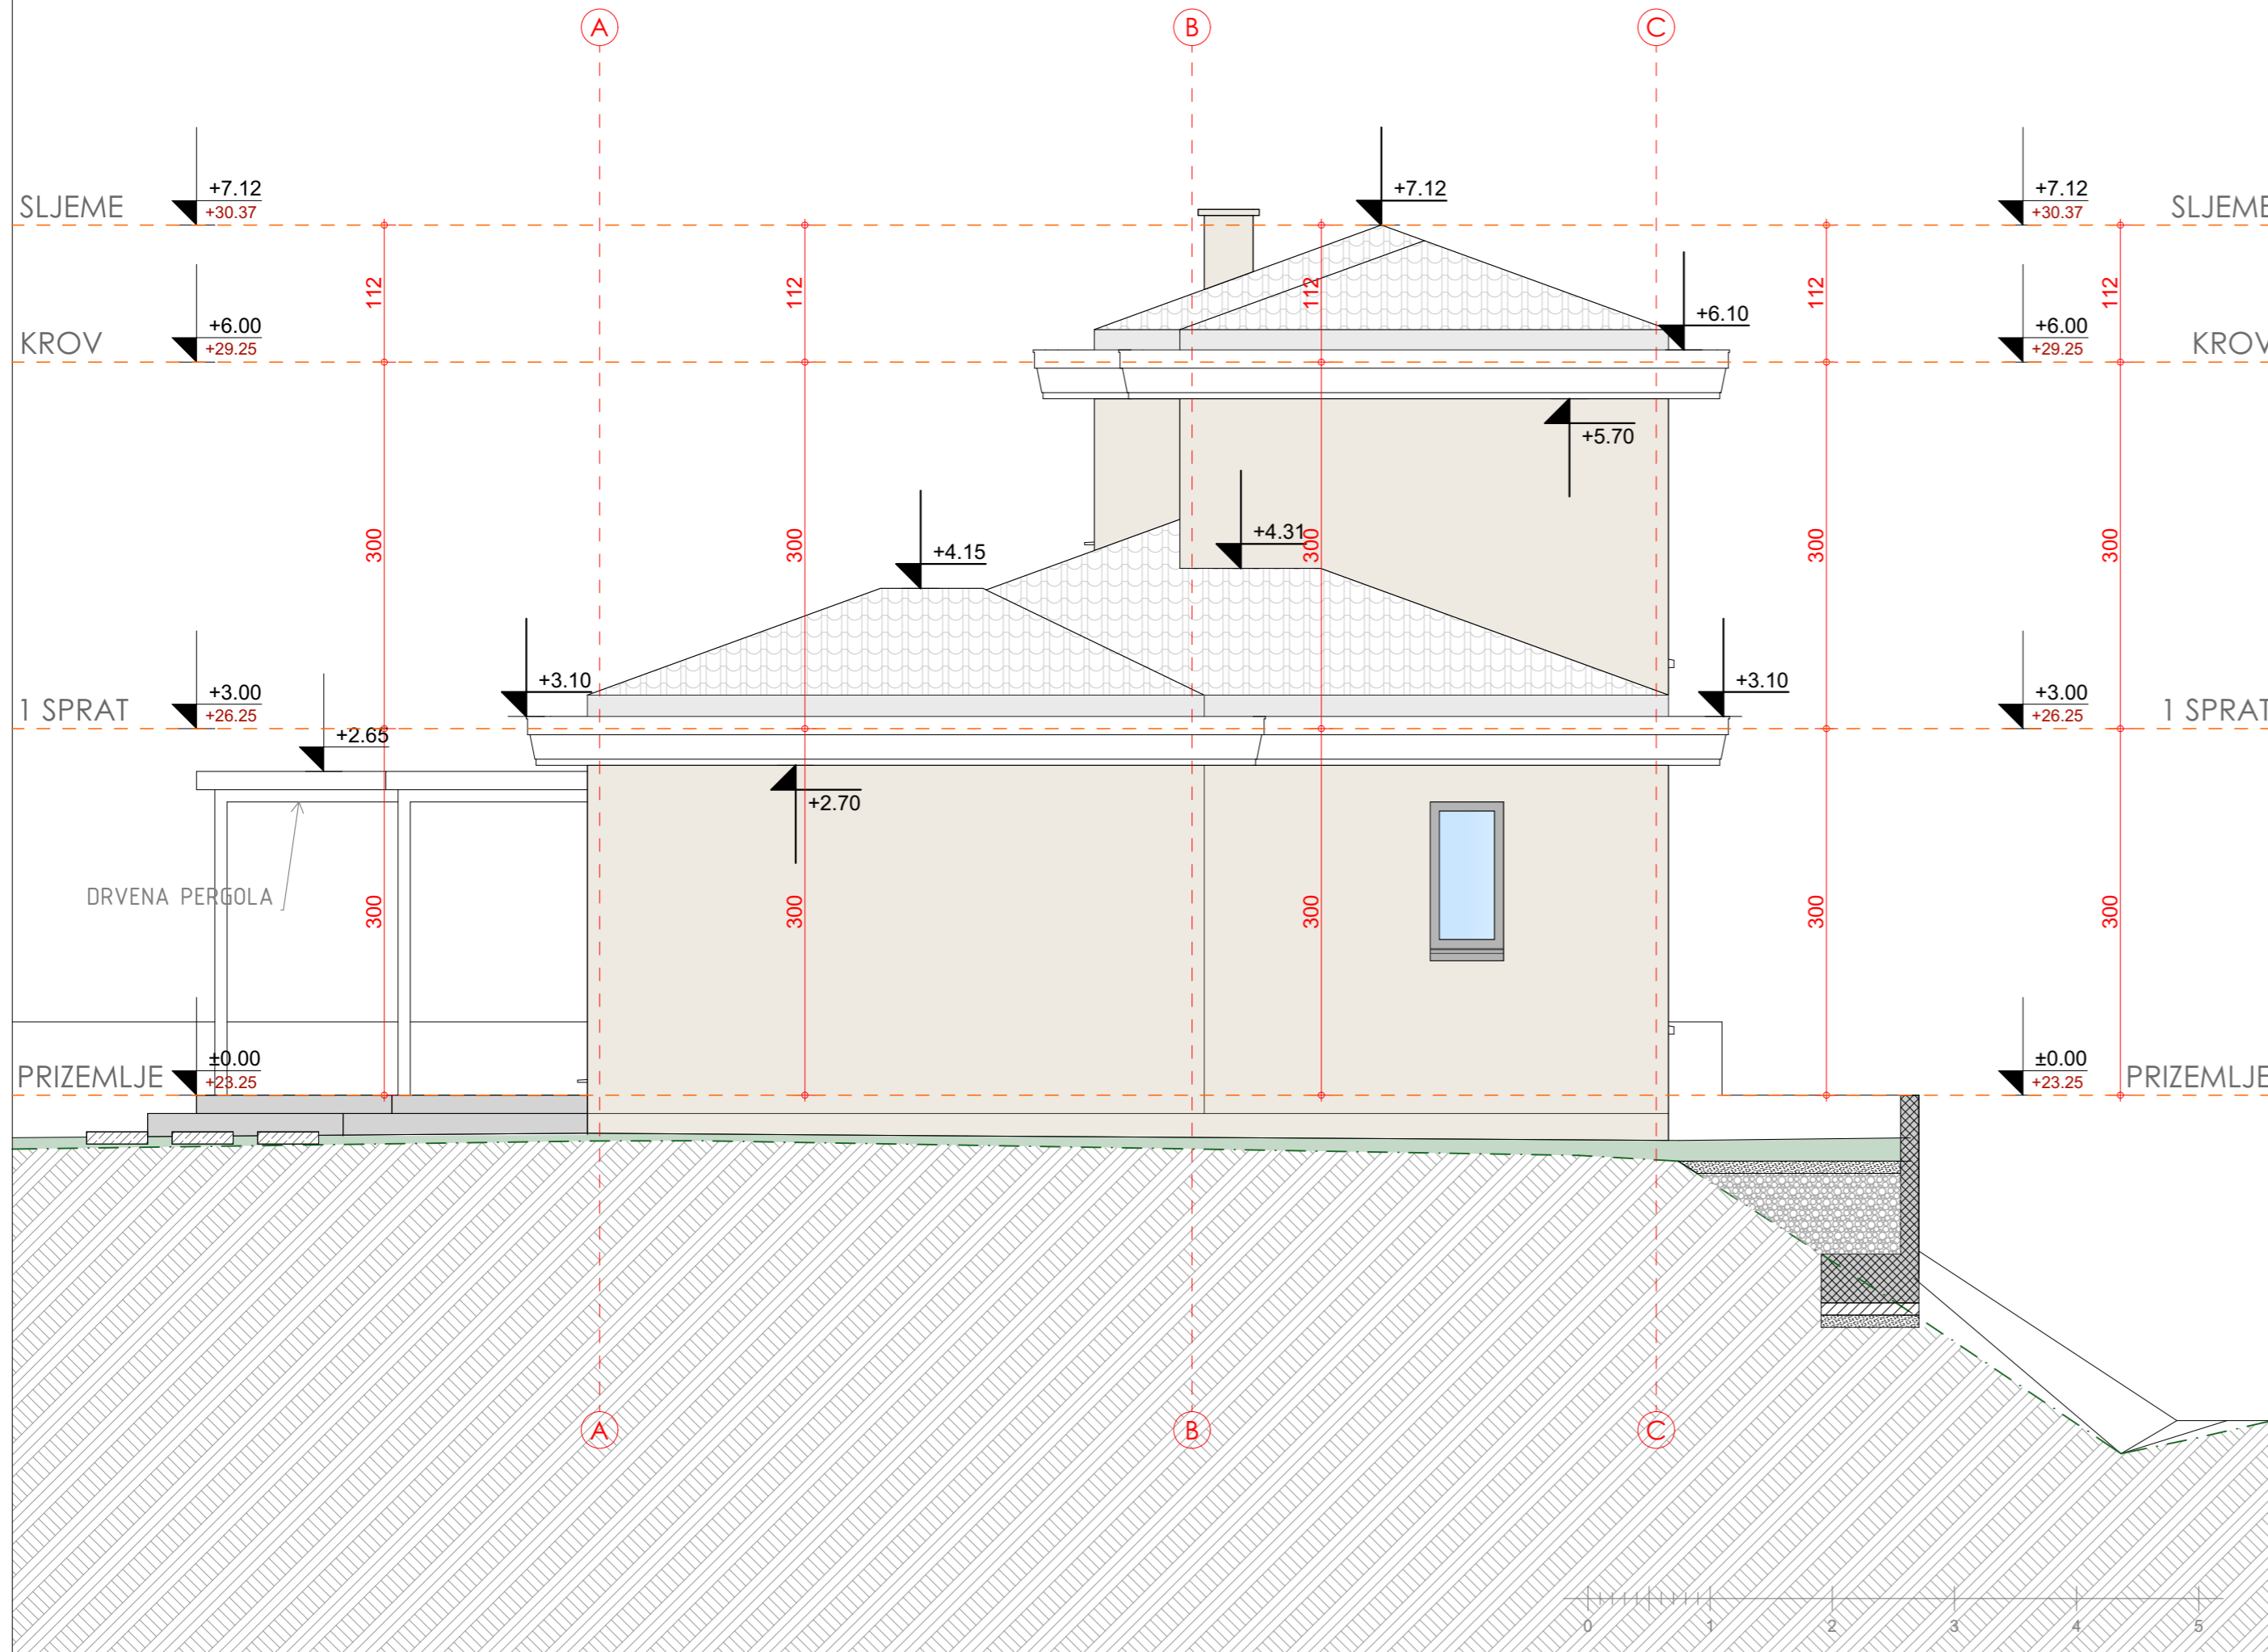 A B C
+7.12 +7.12 +7.12
SLJEME +30.37 +30.37 SLJEME
112 112 112 112 112
+6.10
+6.00 +6.00
KROV +29.25 +29.25 KROV
+5.70
+4.31
300 300 300 300 300
+4.15
+3.10 +3.10
+3.00 +3.00
1 SPRAT +26.25 +26.25 1 SPRAT
+2.65
+2.70
DRVENA PERGOLA
300 300 300 300 300
±0.00 ±0.00
PRIZEMLJE +23.25 +23.25 PRIZEMLJE
A B C
0 1 2 3 4 5